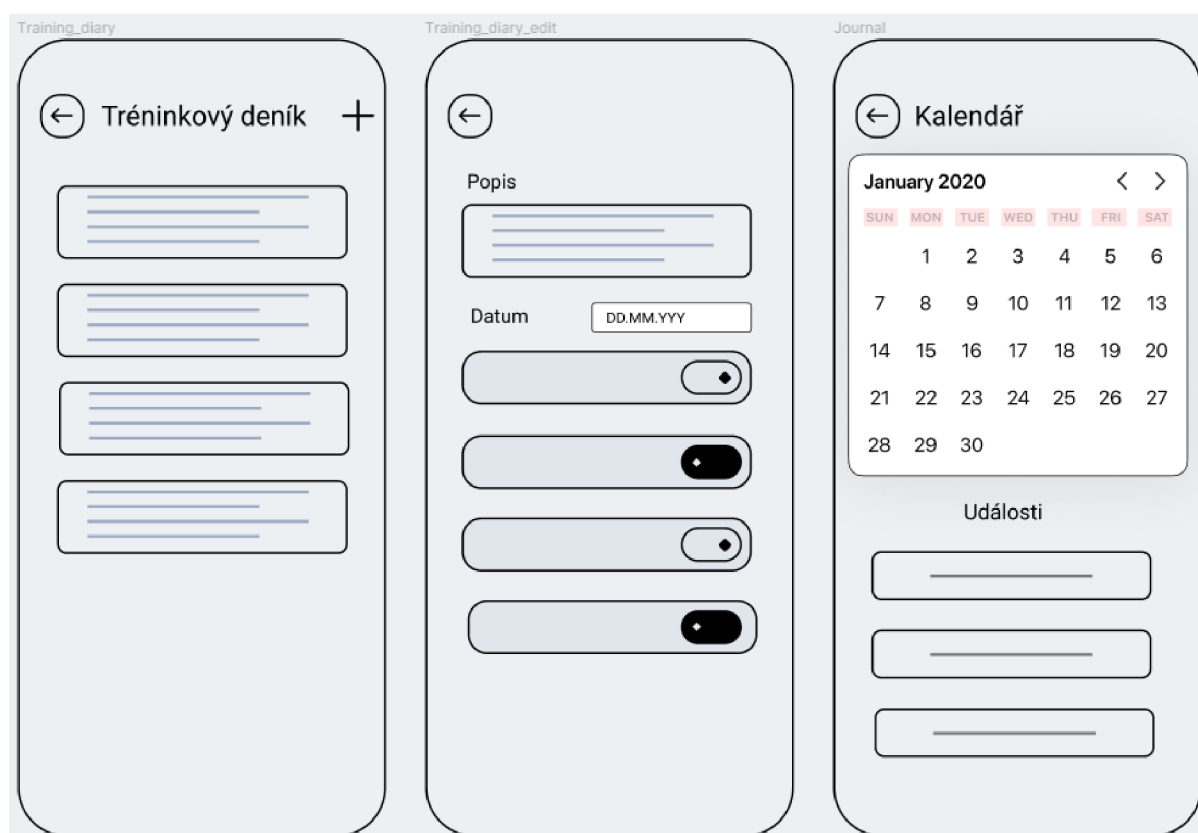 Training_diary
Tréninkový deník
Training_diary_edit
Popis
Datum
DD.MM.YYY
Journal
Kalendář
January 2020
SUN MON TUE WED THU FRI SAT
1 2 3 4 5 6
7 8 9 10 11 12 13
14 15 16 17 18 19 20
21 22 23 24 25 26 27
28 29 30
Události